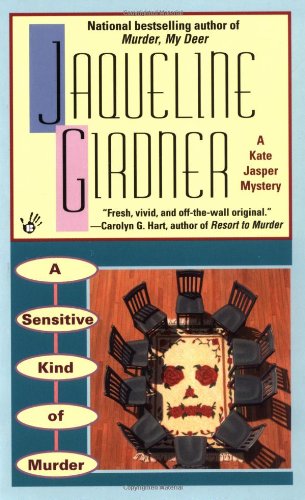 National bestselling author of
Murder, My Deer
JAQUELINE
GIRDNER
A
Kate
Jasper
Mystery
"Fresh, vivid, and off-the-wall original."
—Carolyn G. Hart, author of Resort to Murder
A
Sensitive
Kind
of
Murder